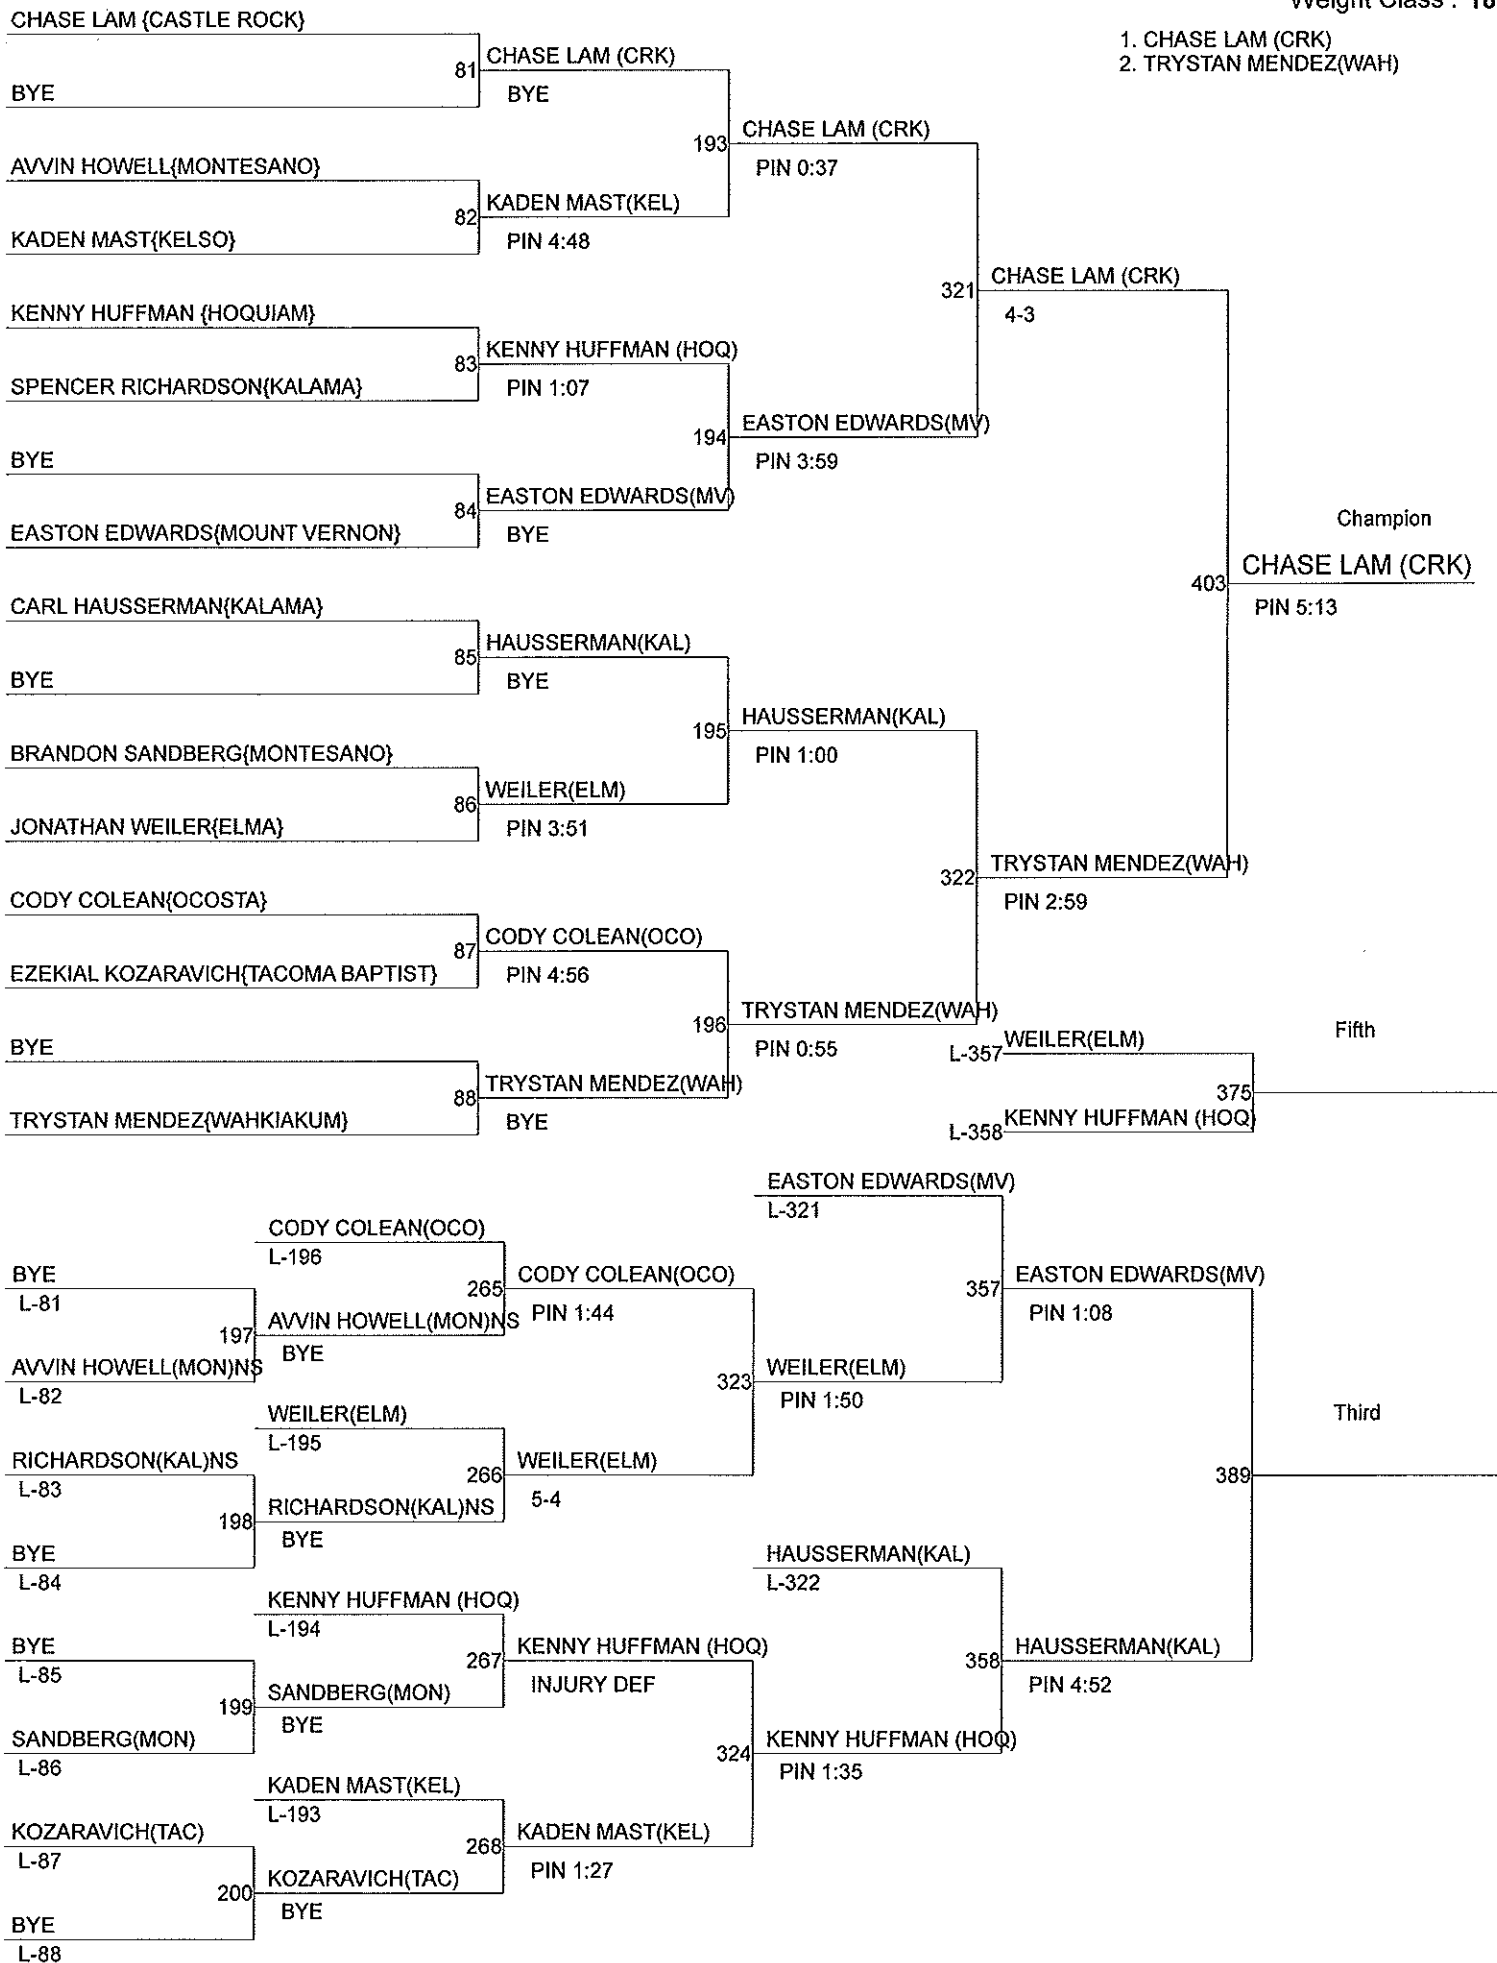 Weight Class :
1. CHASE LAM (CRK)
2. TRYSTAN MENDEZ(WAH)
CHASE LAM {CASTLE ROCK}
81
CHASE LAM (CRK)
BYE
BYE
193
CHASE LAM (CRK)
PIN 0:37
AVVIN HOWELL{MONTESANO}
82
KADEN MAST(KEL)
KADEN MAST{KELSO}
PIN 4:48
321
CHASE LAM (CRK)
4-3
KENNY HUFFMAN {HOQUIAM}
83
KENNY HUFFMAN (HOQ)
SPENCER RICHARDSON{KALAMA}
PIN 1:07
194
EASTON EDWARDS(MV)
PIN 3:59
BYE
84
EASTON EDWARDS(MV)
EASTON EDWARDS{MOUNT VERNON}
BYE
Champion
403
CHASE LAM (CRK)
PIN 5:13
CARL HAUSSERMAN{KALAMA}
85
HAUSSERMAN(KAL)
BYE
BYE
195
HAUSSERMAN(KAL)
PIN 1:00
BRANDON SANDBERG{MONTESANO}
86
WEILER(ELM)
JONATHAN WEILER{ELMA}
PIN 3:51
322
TRYSTAN MENDEZ(WAH)
PIN 2:59
CODY COLEAN{OCOSTA}
87
CODY COLEAN(OCO)
EZEKIAL KOZARAVICH{TACOMA BAPTIST}
PIN 4:56
196
TRYSTAN MENDEZ(WAH)
PIN 0:55
BYE
88
TRYSTAN MENDEZ(WAH)
TRYSTAN MENDEZ{WAHKIAKUM}
BYE
Fifth
L-357
WEILER(ELM)
375
L-358
KENNY HUFFMAN (HOQ)
EASTON EDWARDS(MV)
L-321
CODY COLEAN(OCO)
L-196
BYE
L-81
265
CODY COLEAN(OCO)
PIN 1:44
357
EASTON EDWARDS(MV)
PIN 1:08
197
AVVIN HOWELL(MON)NS
BYE
AVVIN HOWELL(MON)NS
L-82
323
WEILER(ELM)
PIN 1:50
WEILER(ELM)
L-195
Third
RICHARDSON(KAL)NS
L-83
266
WEILER(ELM)
5-4
389
198
RICHARDSON(KAL)NS
BYE
BYE
L-84
HAUSSERMAN(KAL)
L-322
KENNY HUFFMAN (HOQ)
L-194
BYE
L-85
267
KENNY HUFFMAN (HOQ)
INJURY DEF
358
HAUSSERMAN(KAL)
PIN 4:52
199
SANDBERG(MON)
BYE
SANDBERG(MON)
L-86
324
KENNY HUFFMAN (HOQ)
PIN 1:35
KADEN MAST(KEL)
L-193
KOZARAVICH(TAC)
L-87
268
KADEN MAST(KEL)
PIN 1:27
200
KOZARAVICH(TAC)
BYE
BYE
L-88